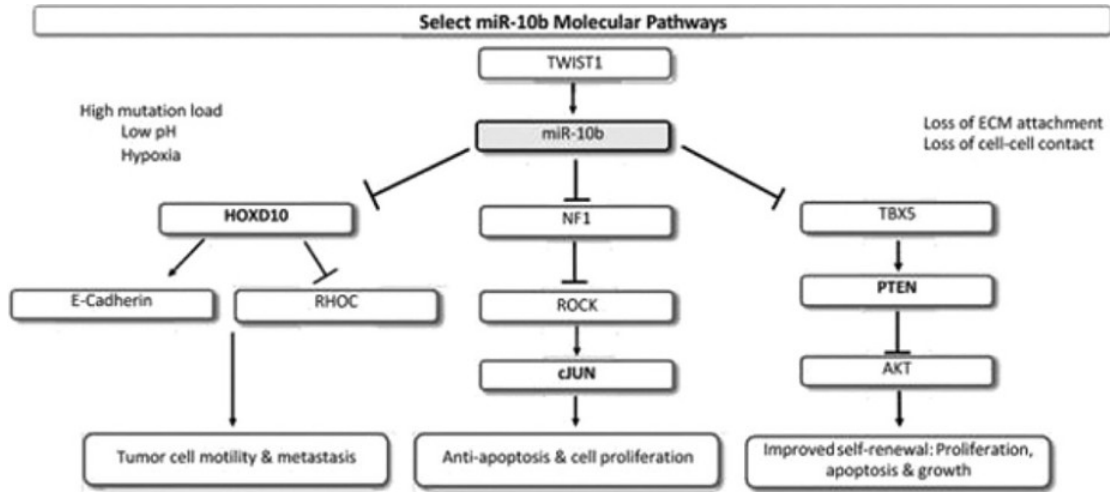 Select miR-10b Molecular Pathways
TWIST1
High mutation load
Low pH
Hypoxia
miR-10b
Loss of ECM attachment
Loss of cell-cell contact
HOXD10
NF1
TBX5
E-Cadherin
RHOC
ROCK
PTEN
cJUN
AKT
Tumor cell motility & metastasis
Anti-apoptosis & cell proliferation
Improved self-renewal: Proliferation,
apoptosis & growth